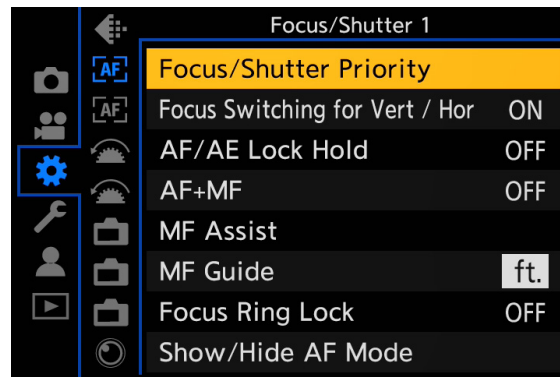 Focus/Shutter 1
AF
Focus/Shutter Priority
AF
Focus Switching for Vert / Hor ON
AF/AE Lock Hold OFF
AF+MF OFF
MF Assist
MF Guide ft.
Focus Ring Lock OFF
Show/Hide AF Mode